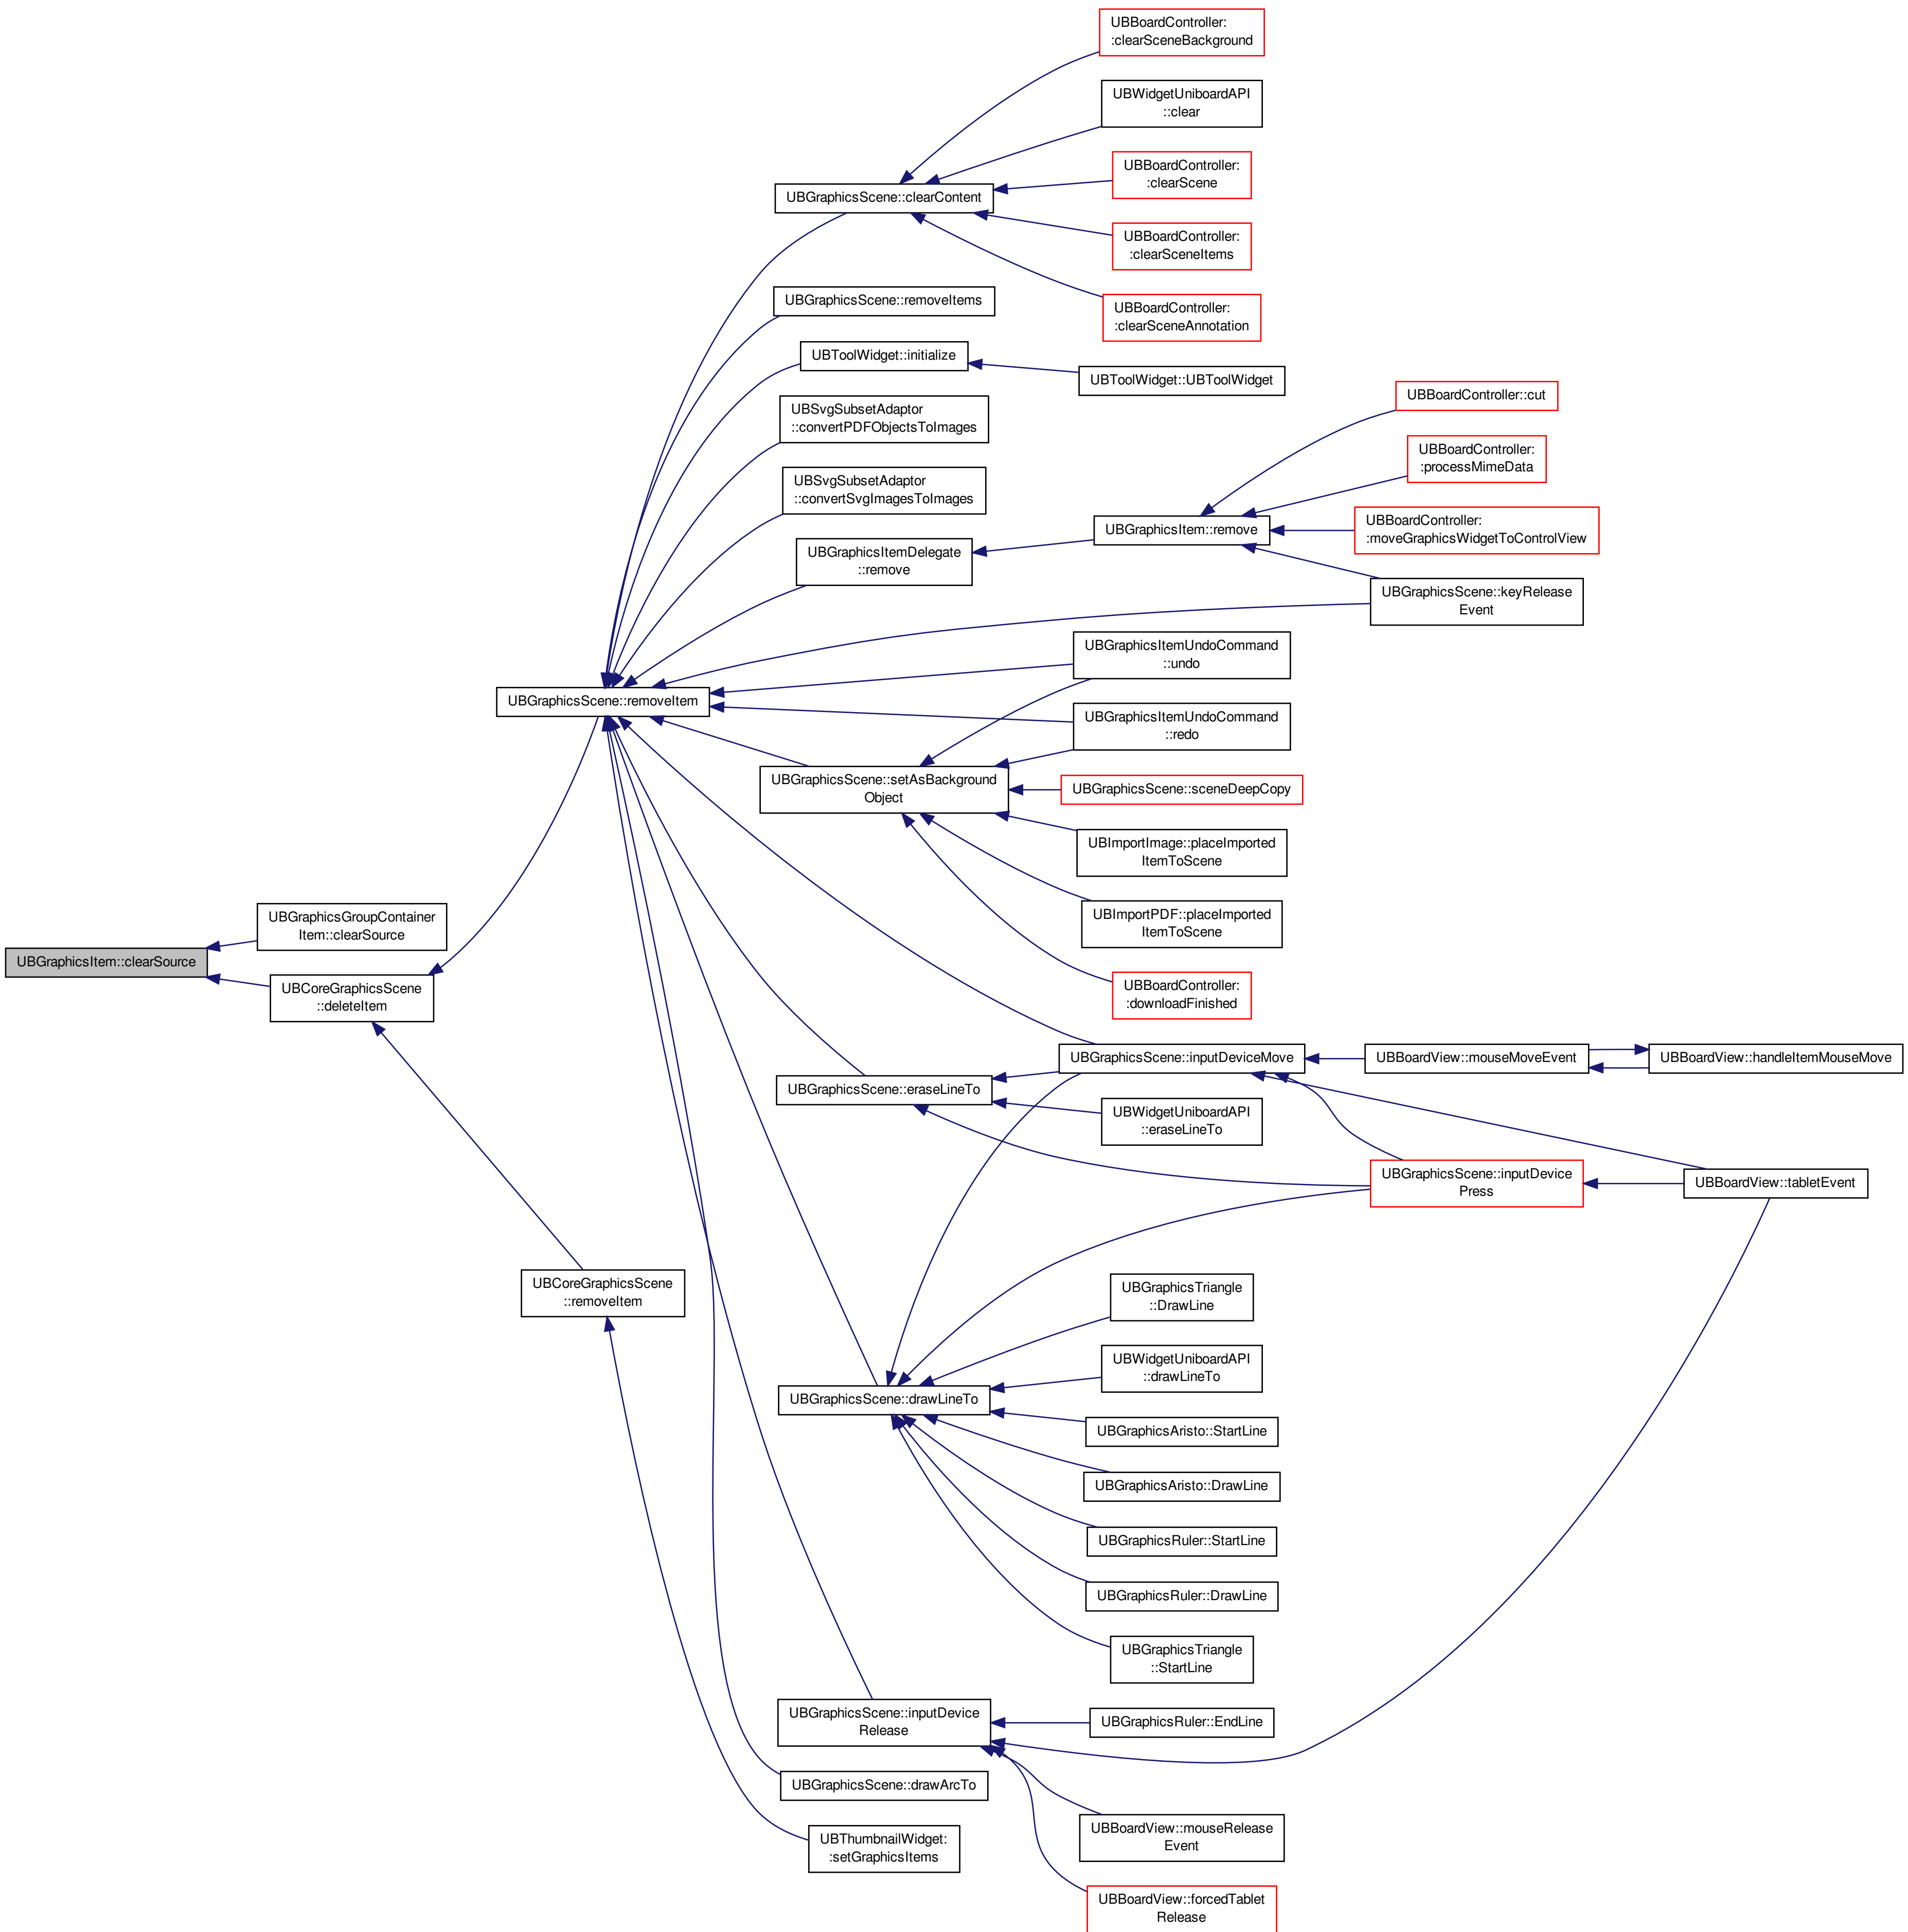 UBBoardController:
:clearSceneBackground
UBWidgetUniboardAPI
::clear
UBBoardController:
:clearScene
UBGraphicsScene::clearContent
UBBoardController:
:clearSceneItems
UBGraphicsScene::removeItems
UBBoardController:
:clearSceneAnnotation
UBToolWidget::initialize
UBToolWidget::UBToolWidget
UBSvgSubsetAdaptor
::convertPDFObjectsToImages
UBBoardController::cut
UBSvgSubsetAdaptor
::convertSvgImagesToImages
UBBoardController:
:processMimeData
UBGraphicsItem::remove
UBBoardController:
:moveGraphicsWidgetToControlView
UBGraphicsItemDelegate
::remove
UBGraphicsScene::keyRelease
Event
UBGraphicsItemUndoCommand
::undo
UBGraphicsScene::removeItem
UBGraphicsItemUndoCommand
::redo
UBGraphicsScene::setAsBackground
Object
UBGraphicsScene::sceneDeepCopy
UBImportImage::placeImported
ItemToScene
UBImportPDF::placeImported
ItemToScene
UBGraphicsGroupContainer
Item::clearSource
UBGraphicsItem::clearSource
UBCoreGraphicsScene
::deleteItem
UBBoardController:
:downloadFinished
UBGraphicsScene::inputDeviceMove
UBBoardView::mouseMoveEvent
UBBoardView::handleItemMouseMove
UBGraphicsScene::eraseLineTo
UBWidgetUniboardAPI
::eraseLineTo
UBGraphicsScene::inputDevice
Press
UBBoardView::tabletEvent
UBCoreGraphicsScene
::removeItem
UBGraphicsTriangle
::DrawLine
UBWidgetUniboardAPI
::drawLineTo
UBGraphicsScene::drawLineTo
UBGraphicsAristo::StartLine
UBGraphicsAristo::DrawLine
UBGraphicsRuler::StartLine
UBGraphicsRuler::DrawLine
UBGraphicsTriangle
::StartLine
UBGraphicsScene::inputDevice
Release
UBGraphicsRuler::EndLine
UBGraphicsScene::drawArcTo
UBBoardView::mouseRelease
Event
UBThumbnailWidget:
:setGraphicsItems
UBBoardView::forcedTablet
Release